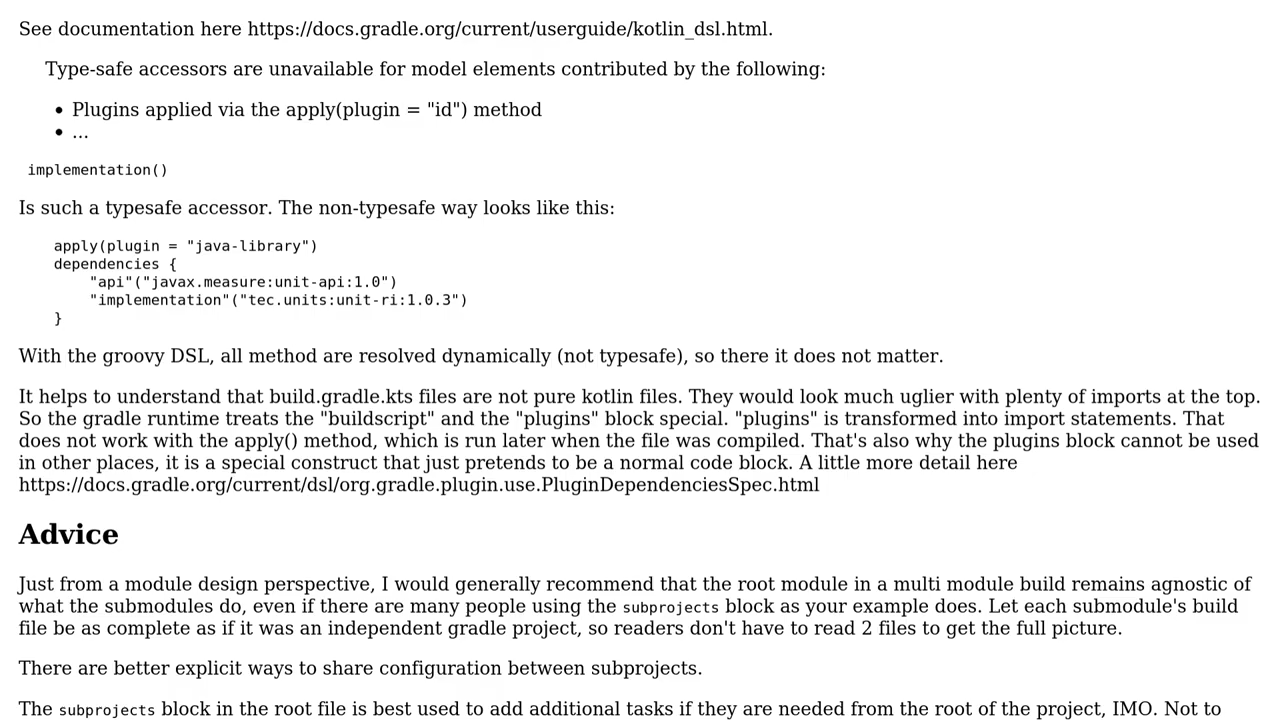 See documentation here https://docs.gradle.org/current/userguide/kotlin_dsl.html.
Type-safe accessors are unavailable for model elements contributed by the following:
• Plugins applied via the apply(plugin = "id") method
• ...
implementation()
Is such a typesafe accessor. The non-typesafe way looks like this:
apply(plugin = "java-library")
dependencies {
    "api"("javax.measure:unit-api:1.0")
    "implementation"("tec.units:unit-ri:1.0.3")
}
With the groovy DSL, all method are resolved dynamically (not typesafe), so there it does not matter.
It helps to understand that build.gradle.kts files are not pure kotlin files. They would look much uglier with plenty of imports at the top.
So the gradle runtime treats the "buildscript" and the "plugins" block special. "plugins" is transformed into import statements. That
does not work with the apply() method, which is run later when the file was compiled. That's also why the plugins block cannot be used
in other places, it is a special construct that just pretends to be a normal code block. A little more detail here
https://docs.gradle.org/current/dsl/org.gradle.plugin.use.PluginDependenciesSpec.html
Advice
Just from a module design perspective, I would generally recommend that the root module in a multi module build remains agnostic of
what the submodules do, even if there are many people using the subprojects block as your example does. Let each submodule's build
file be as complete as if it was an independent gradle project, so readers don't have to read 2 files to get the full picture.
There are better explicit ways to share configuration between subprojects.
The subprojects block in the root file is best used to add additional tasks if they are needed from the root of the project, IMO. Not to